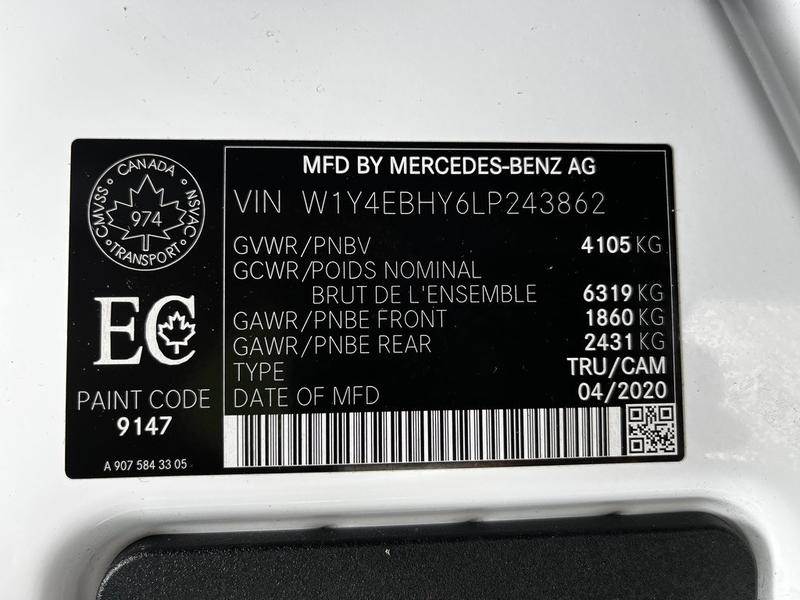 CANADA
CMVSS
NSVAC
974
TRANSPORT
EC
PAINT CODE
9147
A 907 584 33 05
MFD BY MERCEDES-BENZ AG
VIN W1Y4EBHY6LP243862
GVWR/PNBV 4105 KG
GCWR/POIDS NOMINAL
BRUT DE L'ENSEMBLE 6319 KG
GAWR/PNBE FRONT 1860 KG
GAWR/PNBE REAR 2431 KG
TYPE TRU/CAM
DATE OF MFD 04/2020